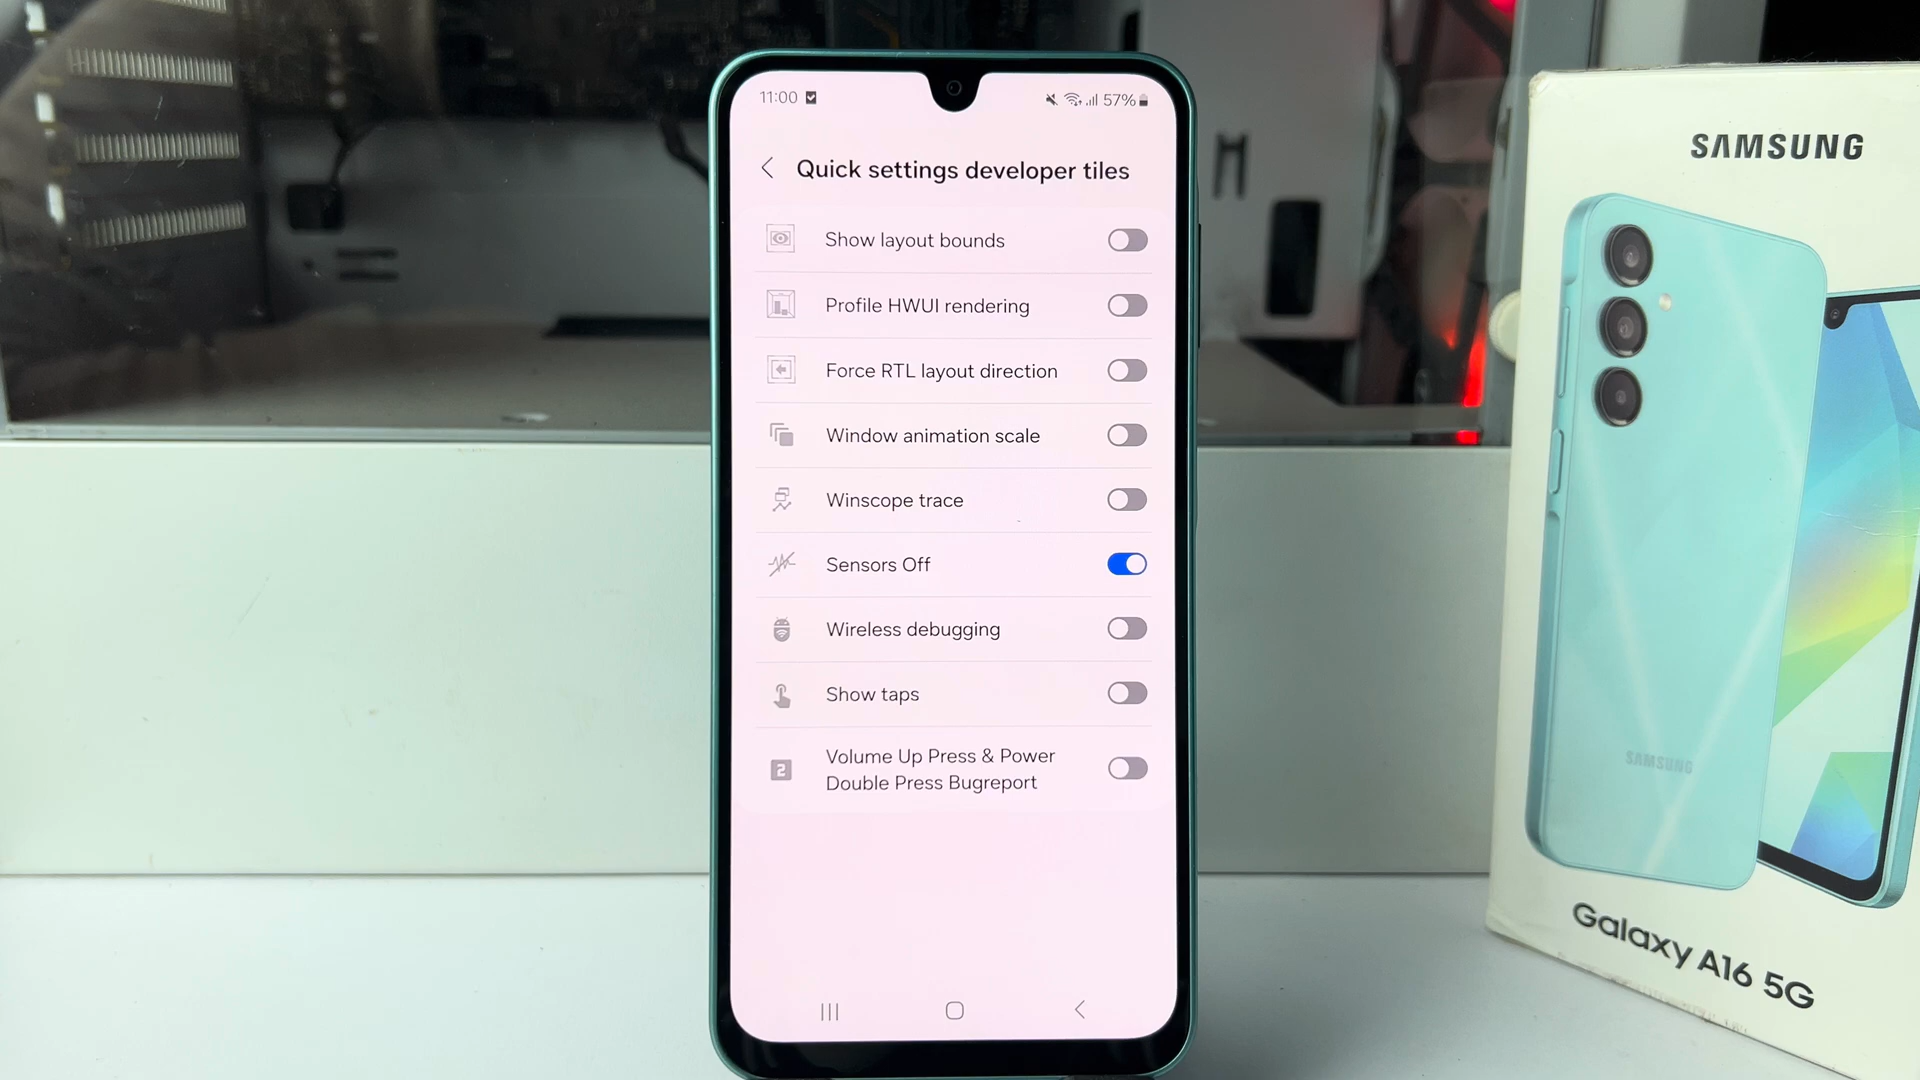 11:00
57%
Quick settings developer tiles
Show layout bounds
Profile HWUI rendering
Force RTL layout direction
Window animation scale
Winscope trace
Sensors Off
Wireless debugging
Show taps
2
Volume Up Press & Power
Double Press Bugreport
SAMSUNG
SAMSUNG
Galaxy A16 5G